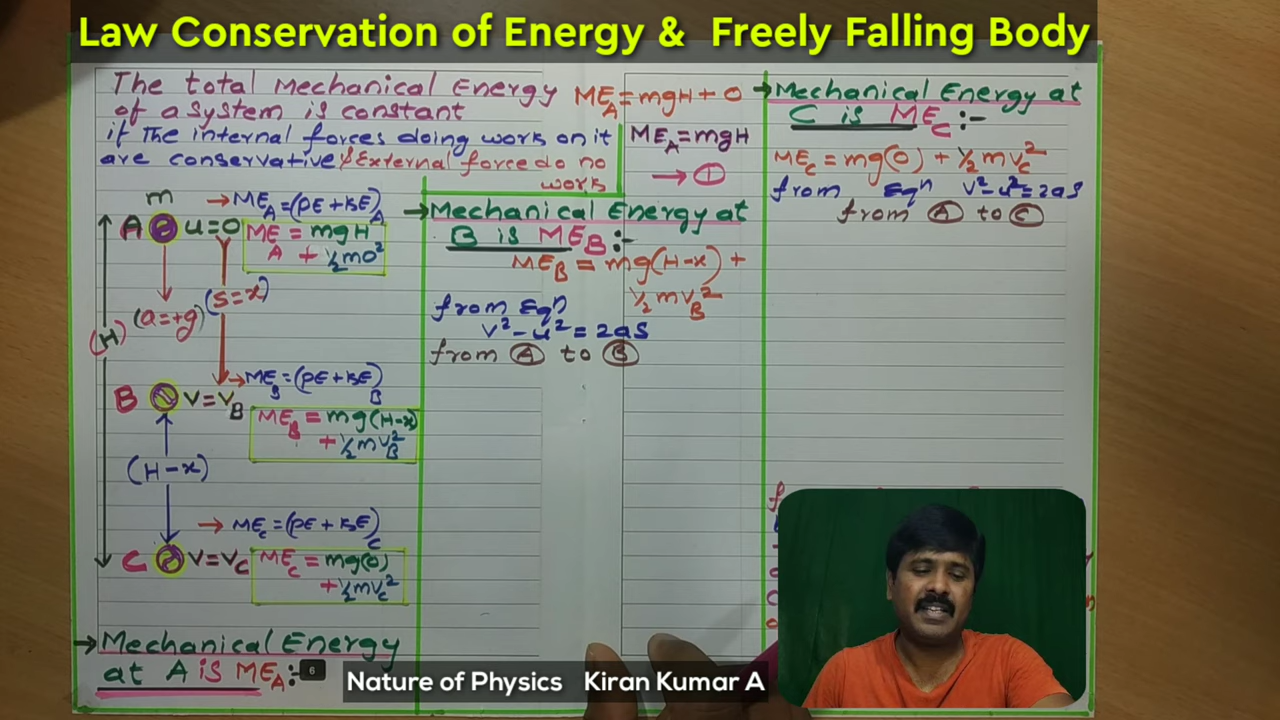 Law Conservation of Energy & Freely Falling Body
The total Mechanical Energy
of a system is constant
if the internal forces doing work on it
are conservative & External force do no
work
m
A u=0
(a=+g)
(s=x)
(H)
→ME_A=(PE+KE)_A
ME_A = mgH
+ ½m0²
B v=v_B
→ME_B=(PE+KE)_B
ME_B = mg(H-x)
+½mv_B²
(H-x)
→ ME_C=(PE+KE)_C
C v=v_C
ME_C = mg(0)
+½mv_C²
→Mechanical Energy
at A is ME_A:-
6
ME_A=mgH+0
ME_A=mgH
→①
→Mechanical Energy at
B is ME_B:-
ME_B = mg(H-x) +
½mv_B²
from Eqn
v²-u²=2as
from Ⓐ to Ⓑ
→Mechanical Energy at
C is ME_C:-
ME_C=mg(0)+½mv_C²
from Eqn v²-u²=2as
from Ⓐ to Ⓒ
Nature of Physics Kiran Kumar A